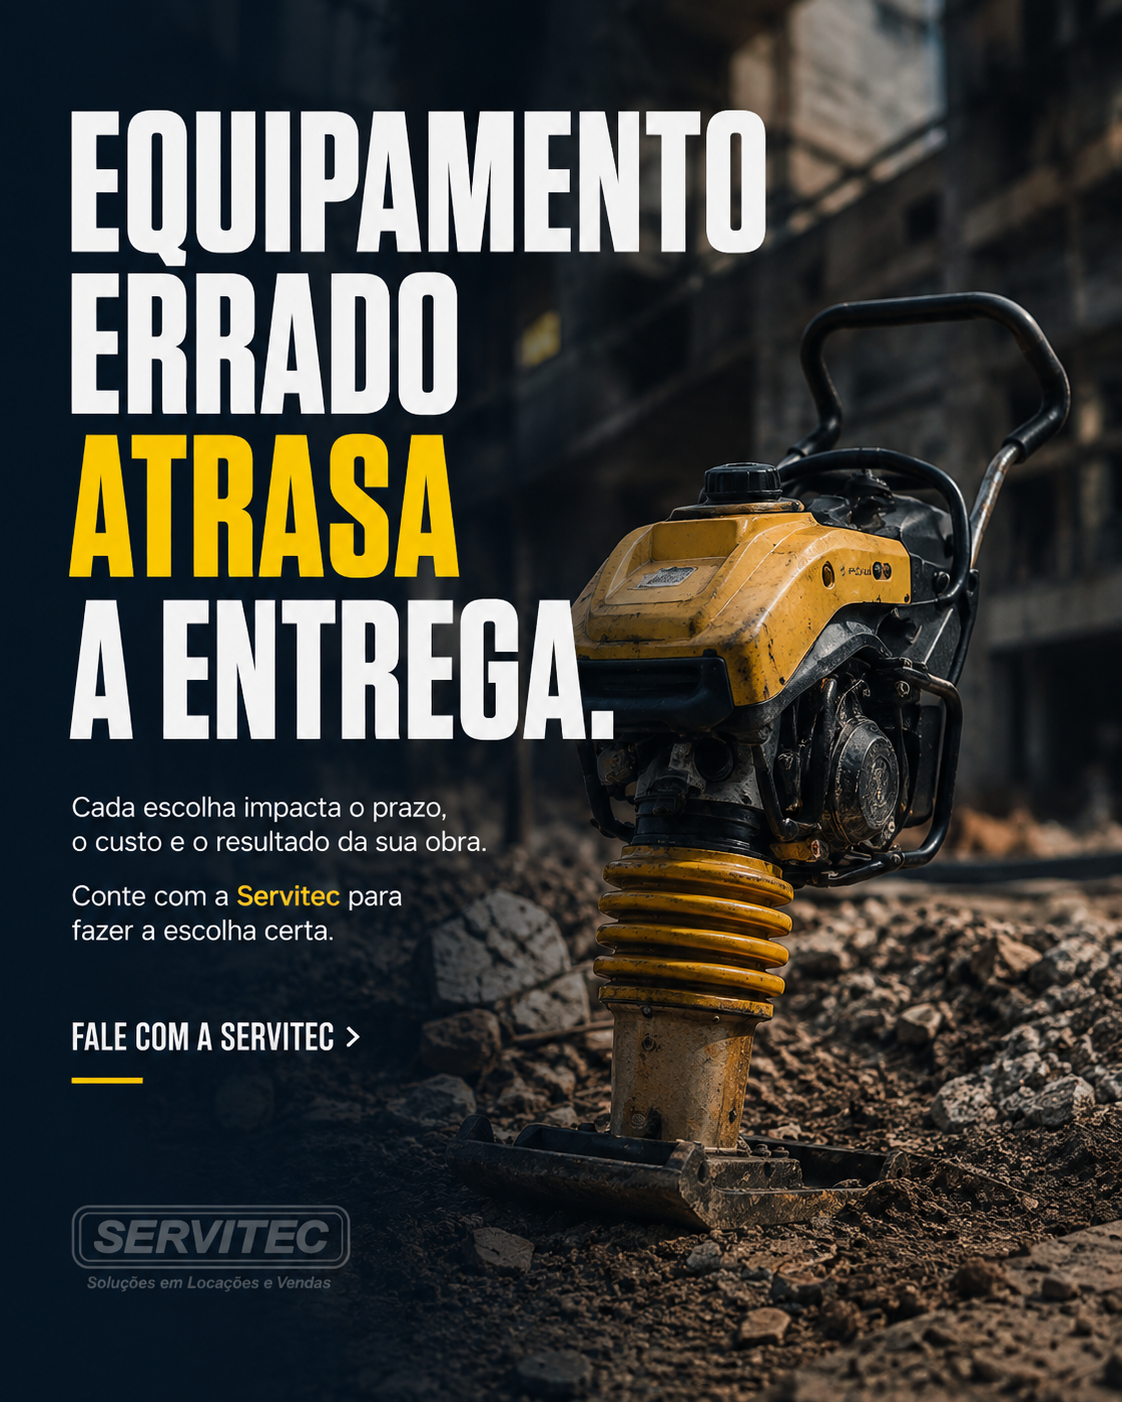 EQUIPAMENTO
ERRADO
ATRASA
A ENTREGA.
Cada escolha impacta o prazo,
o custo e o resultado da sua obra.
Conte com a Servitec para
fazer a escolha certa.
FALE COM A SERVITEC >
SERVITEC
Soluções em Locações e Vendas